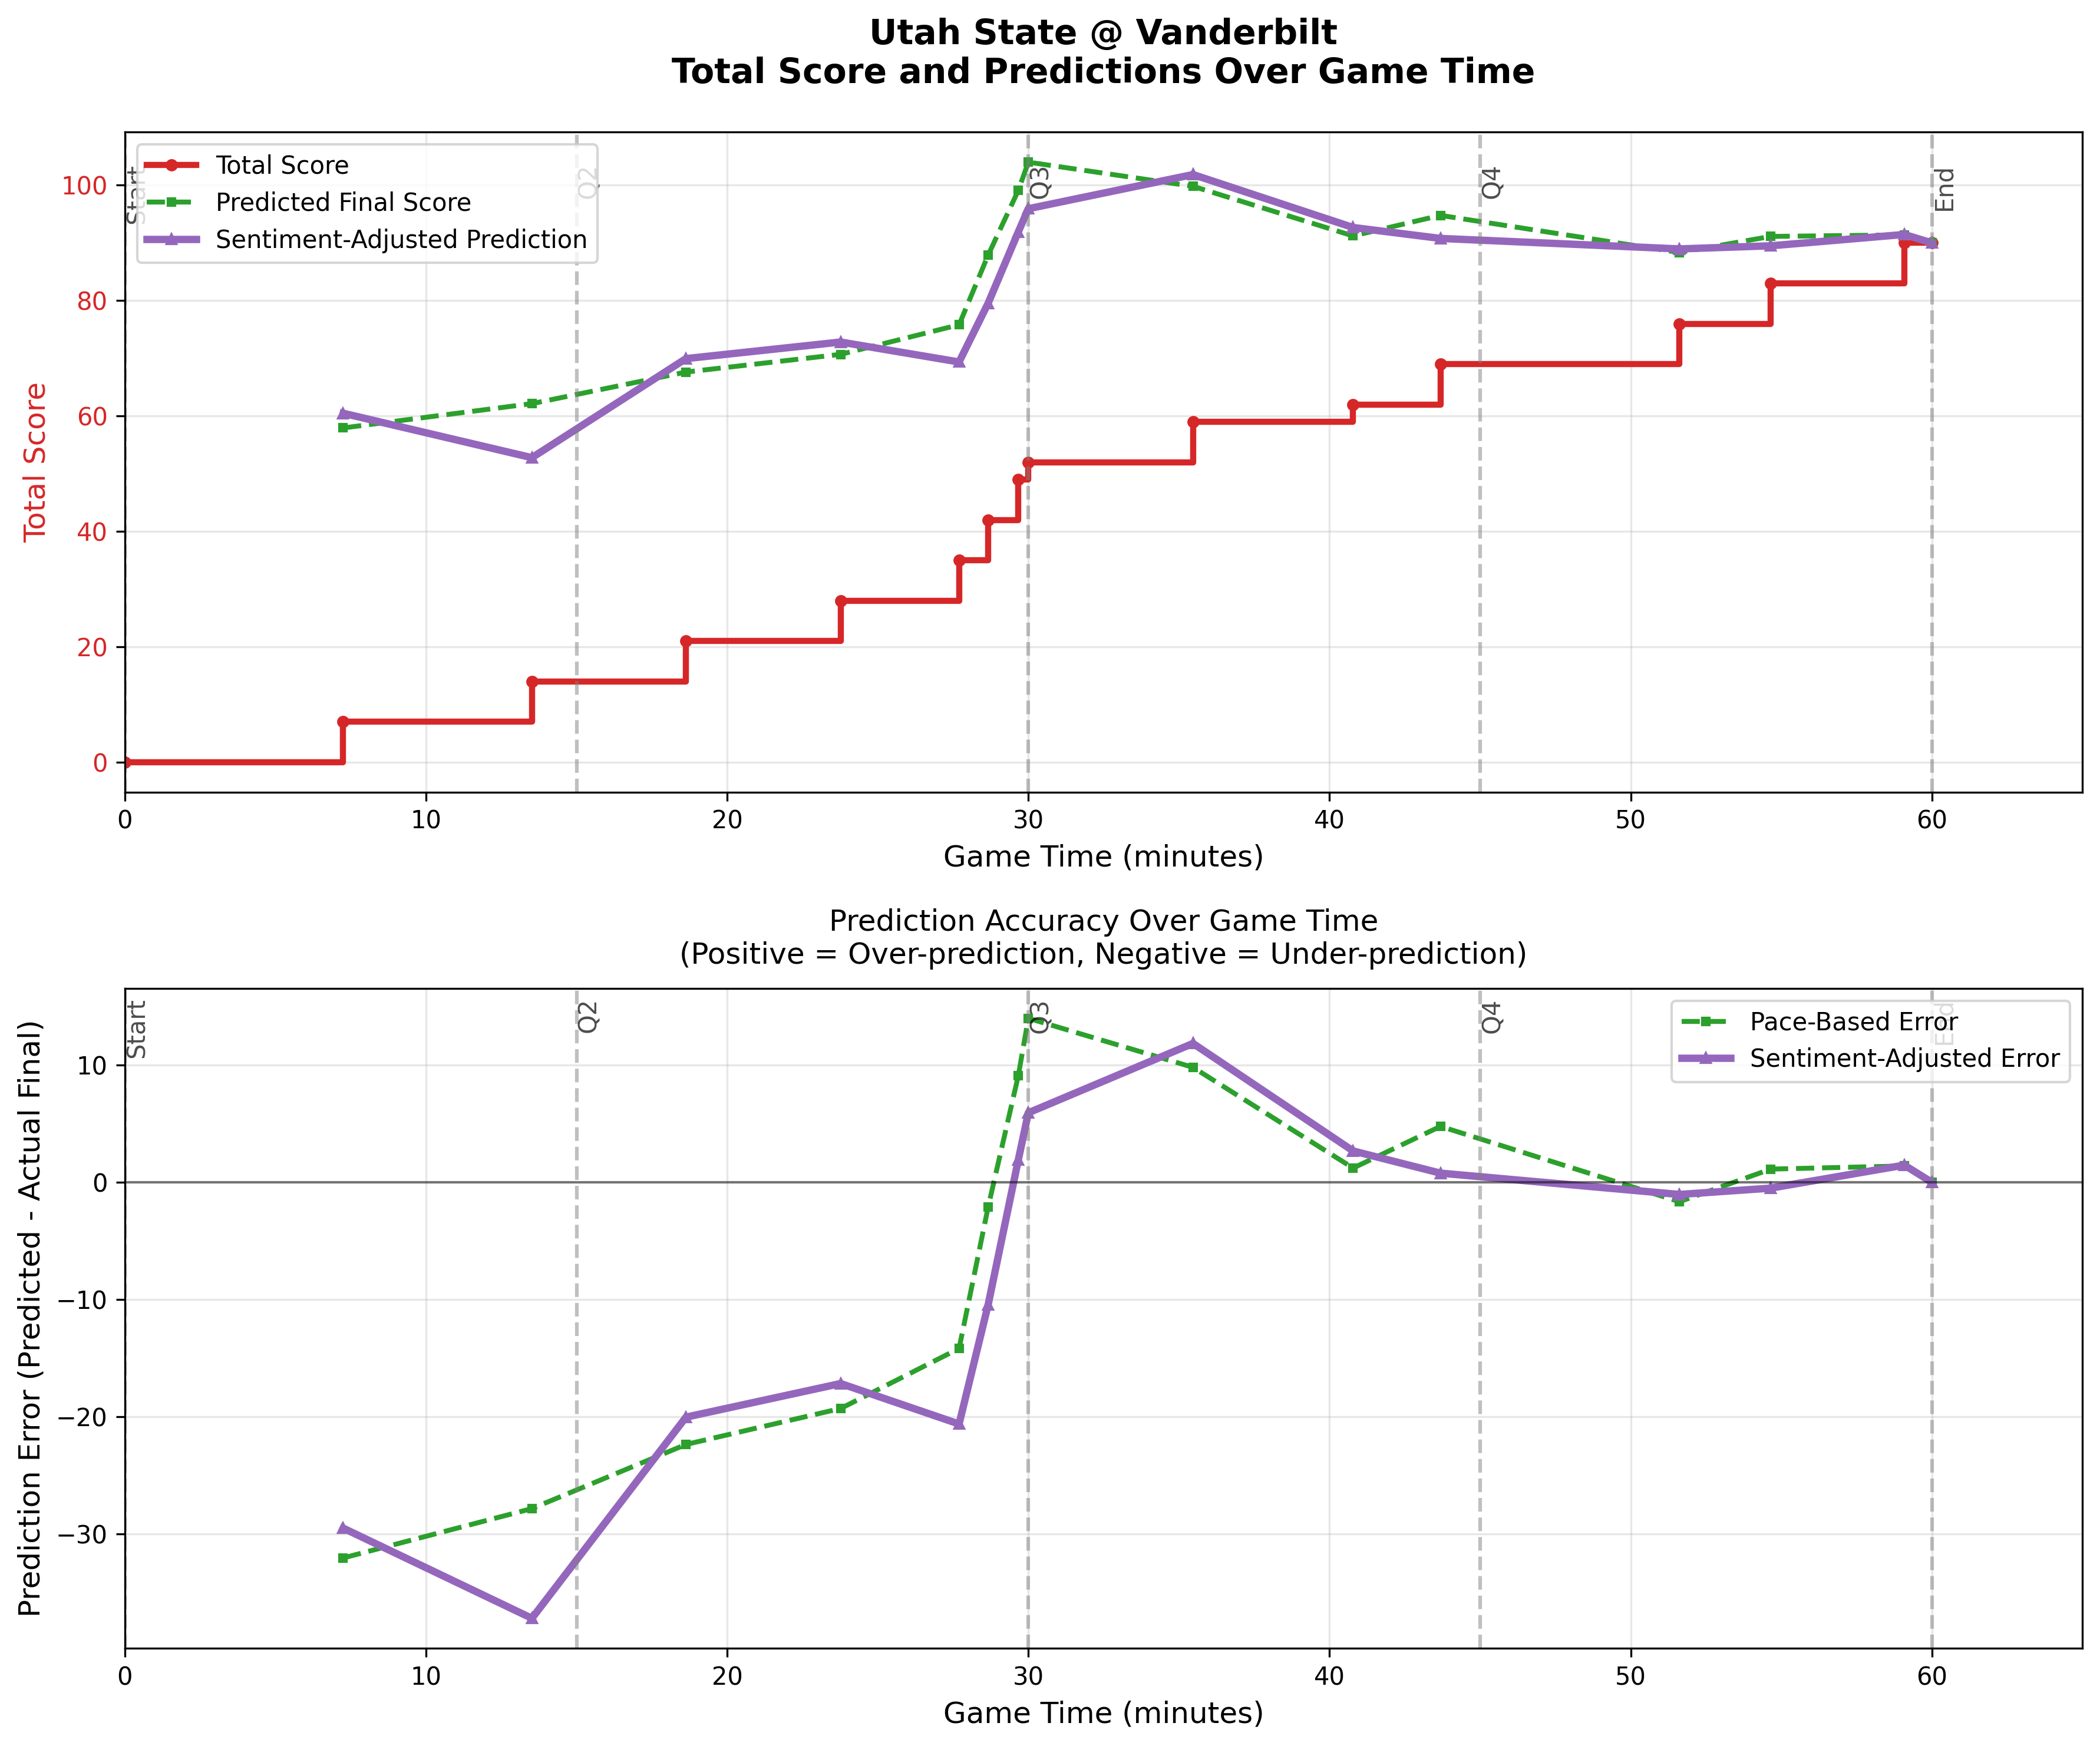 Utah State @ Vanderbilt
Total Score and Predictions Over Game Time
Total Score
Predicted Final Score
Sentiment-Adjusted Prediction
Start
Q2
Q3
Q4
End
Total Score
100
80
60
40
20
0
0
10
20
30
40
50
60
Game Time (minutes)
Prediction Accuracy Over Game Time
(Positive = Over-prediction, Negative = Under-prediction)
Start
Q2
Q3
Q4
End
Pace-Based Error
Sentiment-Adjusted Error
Prediction Error (Predicted - Actual Final)
10
0
−10
−20
−30
0
10
20
30
40
50
60
Game Time (minutes)